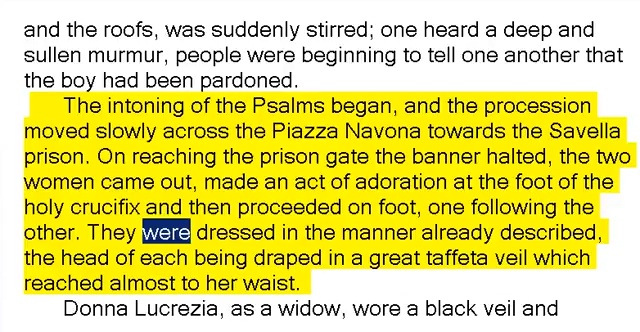 and the roofs, was suddenly stirred; one heard a deep and
sullen murmur, people were beginning to tell one another that
the boy had been pardoned.
The intoning of the Psalms began, and the procession
moved slowly across the Piazza Navona towards the Savella
prison. On reaching the prison gate the banner halted, the two
women came out, made an act of adoration at the foot of the
holy crucifix and then proceeded on foot, one following the
other. They were dressed in the manner already described,
the head of each being draped in a great taffeta veil which
reached almost to her waist.
Donna Lucrezia, as a widow, wore a black veil and